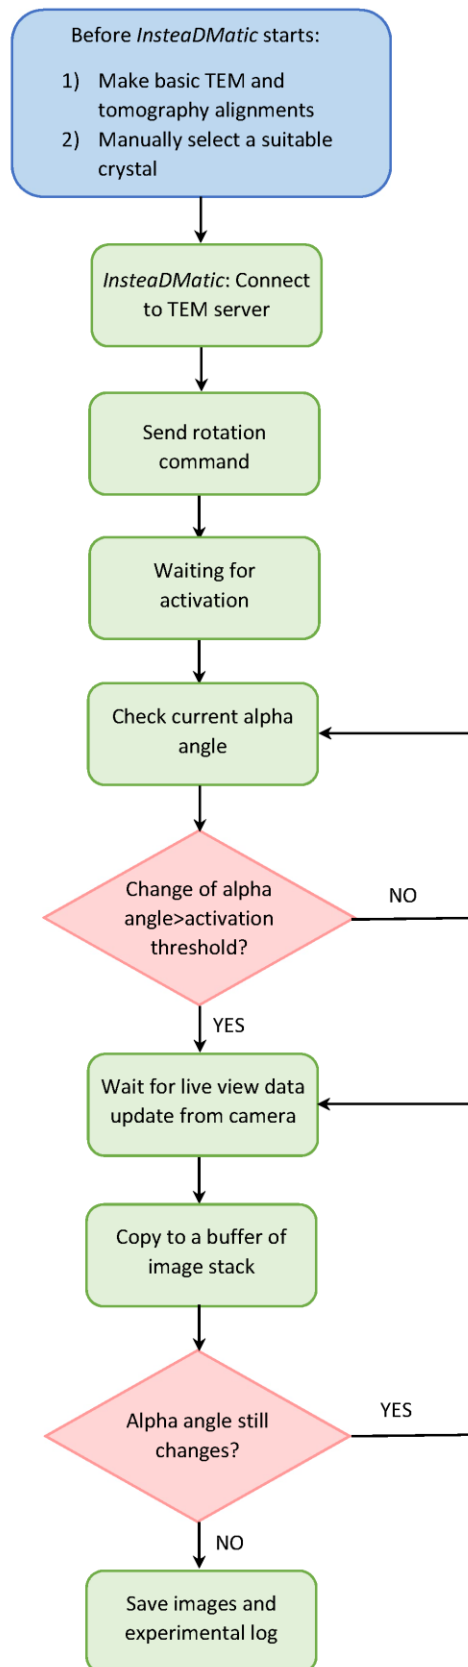 Before InsteaDMatic starts:
1) Make basic TEM and
tomography alignments
2) Manually select a suitable
crystal
InsteaDMatic: Connect
to TEM server
Send rotation
command
Waiting for
activation
Check current alpha
angle
Change of alpha
angle>activation
threshold?
NO
YES
Wait for live view data
update from camera
Copy to a buffer of
image stack
Alpha angle still
changes?
YES
NO
Save images and
experimental log